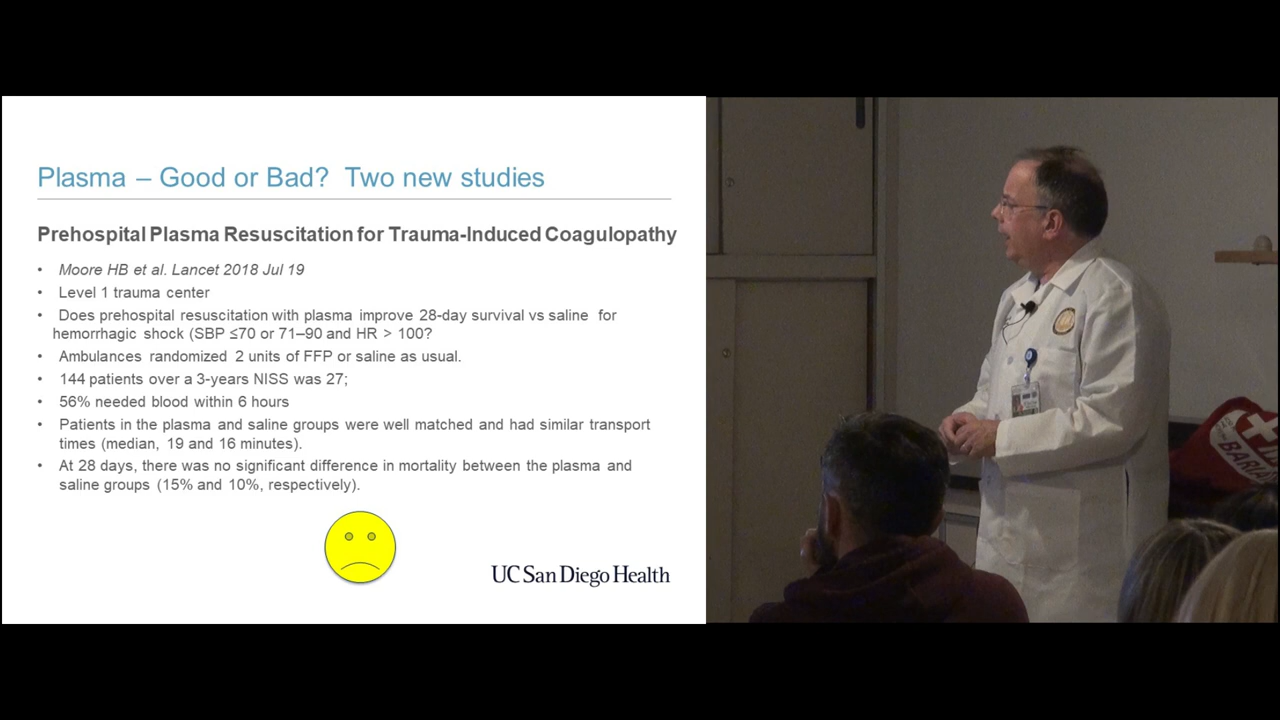 Plasma – Good or Bad?  Two new studies
Prehospital Plasma Resuscitation for Trauma-Induced Coagulopathy
• Moore HB et al. Lancet 2018 Jul 19
• Level 1 trauma center
• Does prehospital resuscitation with plasma improve 28-day survival vs saline for
hemorrhagic shock (SBP ≤70 or 71–90 and HR > 100?
• Ambulances randomized 2 units of FFP or saline as usual.
• 144 patients over a 3-years NISS was 27;
• 56% needed blood within 6 hours
• Patients in the plasma and saline groups were well matched and had similar transport
times (median, 19 and 16 minutes).
• At 28 days, there was no significant difference in mortality between the plasma and
saline groups (15% and 10%, respectively).
UC San Diego Health